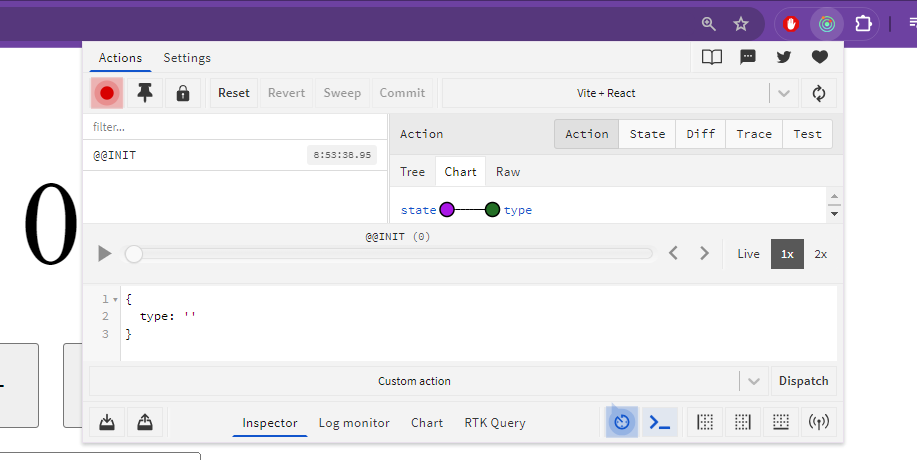 Actions Settings
Reset Revert Sweep Commit Vite + React
filter...
Action Action State Diff Trace Test
@@INIT 8:53:38.95
Tree Chart Raw
0
state type
@@INIT (0)
Live 1x 2x
1 {
2 type: ''
3 }
Custom action Dispatch
Inspector Log monitor Chart RTK Query